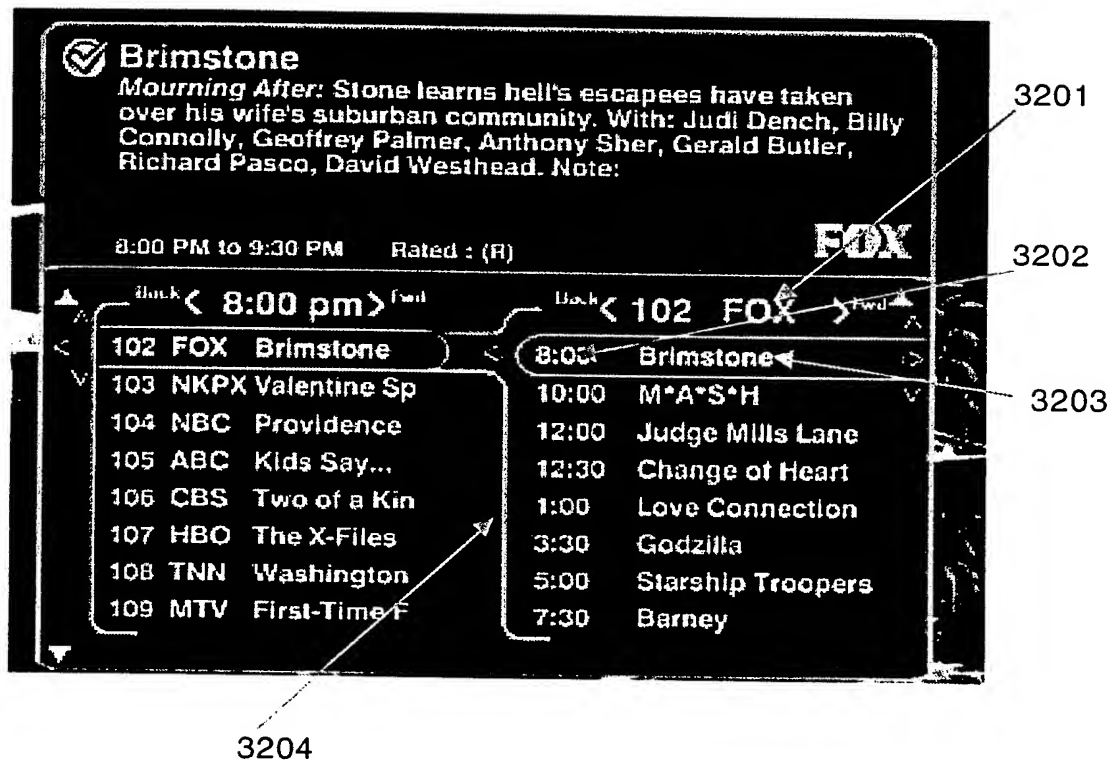 Brimstone
Mourning After: Stone learns hell's escapees have taken
over his wife's suburban community. With: Judi Dench, Billy
Connolly, Geoffrey Palmer, Anthony Sher, Gerald Butler,
Richard Pasco, David Westhead. Note:
8:00 PM to 9:30 PM Rated : (R)
FOX
Back < 8:00 pm > Fwd
102 FOX Brimstone
103 NKPX Valentine Sp
104 NBC Providence
105 ABC Kids Say...
106 CBS Two of a Kin
107 HBO The X-Files
108 TNN Washington
109 MTV First-Time F
Back < 102 FOX > Fwd
8:00 Brimstone
10:00 M*A*S*H
12:00 Judge Mills Lane
12:30 Change of Heart
1:00 Love Connection
3:30 Godzilla
5:00 Starship Troopers
7:30 Barney
3201
3202
3203
3204